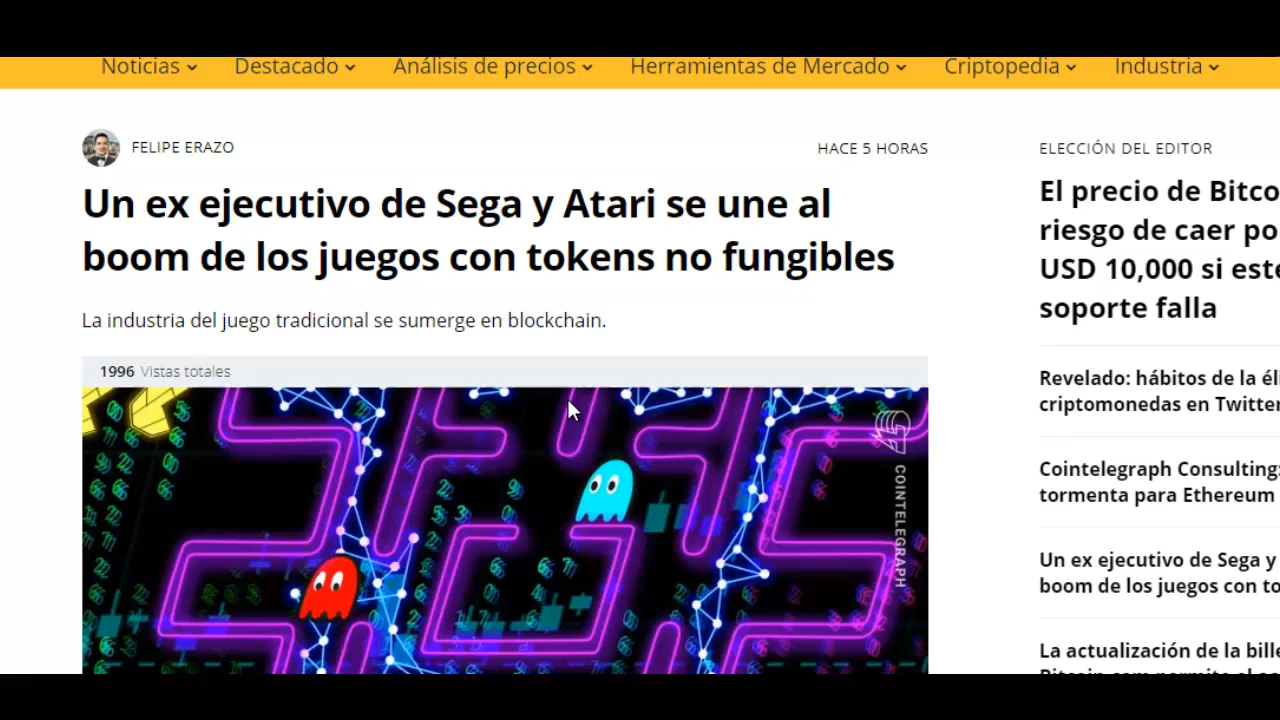 Noticias Destacado Análisis de precios Herramientas de Mercado Criptopedia Industria
FELIPE ERAZO
HACE 5 HORAS
Un ex ejecutivo de Sega y Atari se une al
boom de los juegos con tokens no fungibles
La industria del juego tradicional se sumerge en blockchain.
1996 Vistas totales
COINTELEGRAPH
ELECCIÓN DEL EDITOR
El precio de Bitco
riesgo de caer po
USD 10,000 si este
soporte falla
Revelado: hábitos de la éli
criptomonedas en Twitter
Cointelegraph Consulting:
tormenta para Ethereum
Un ex ejecutivo de Sega y
boom de los juegos con to
La actualización de la bille